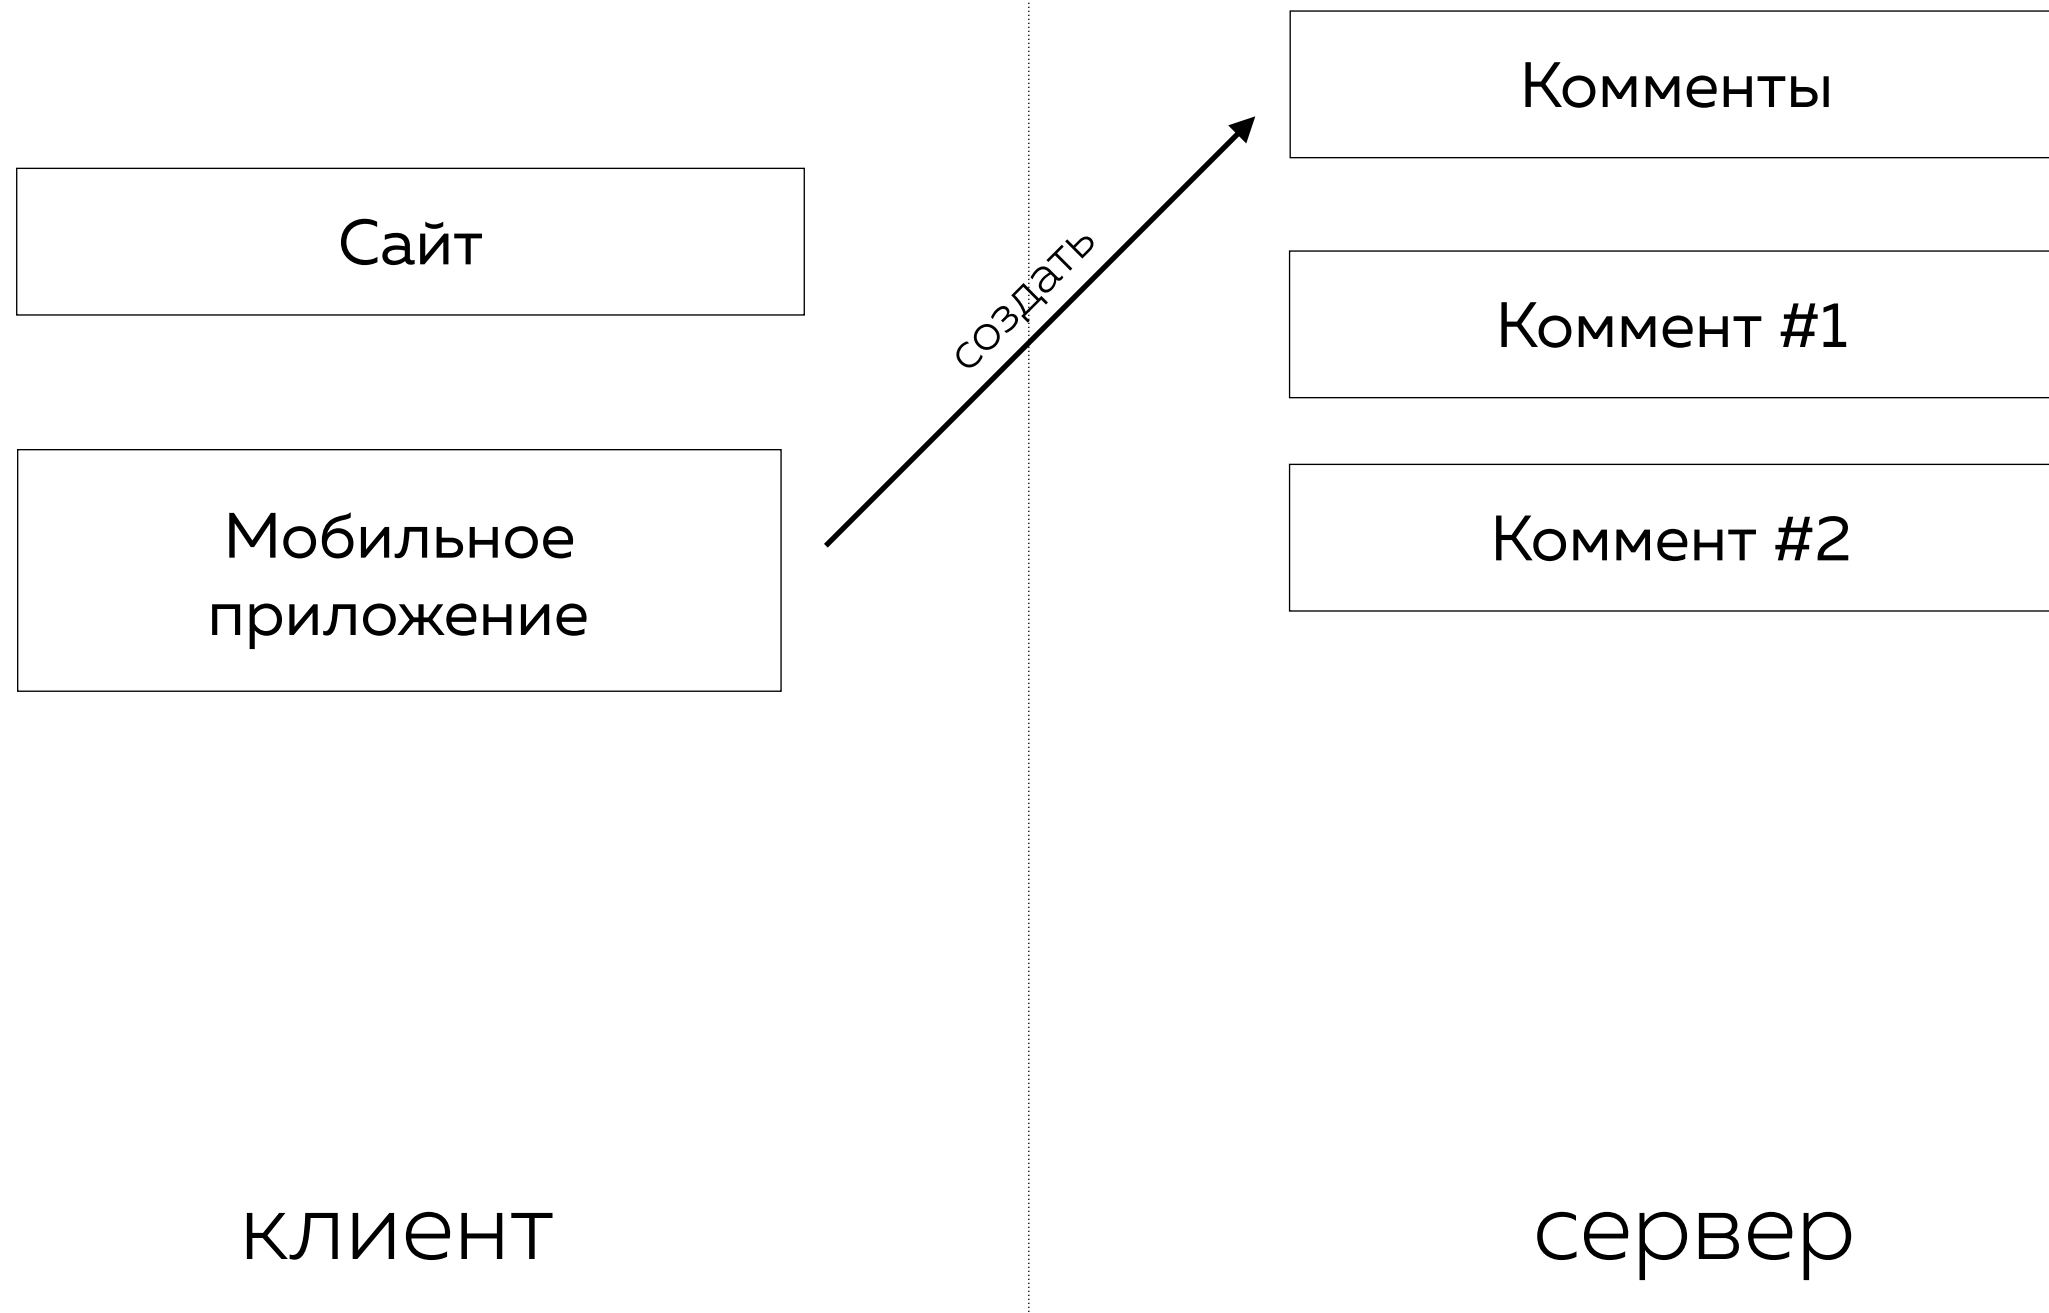 Сайт
Мобильное
приложение
создать
Комменты
Коммент #1
Коммент #2
клиент
сервер